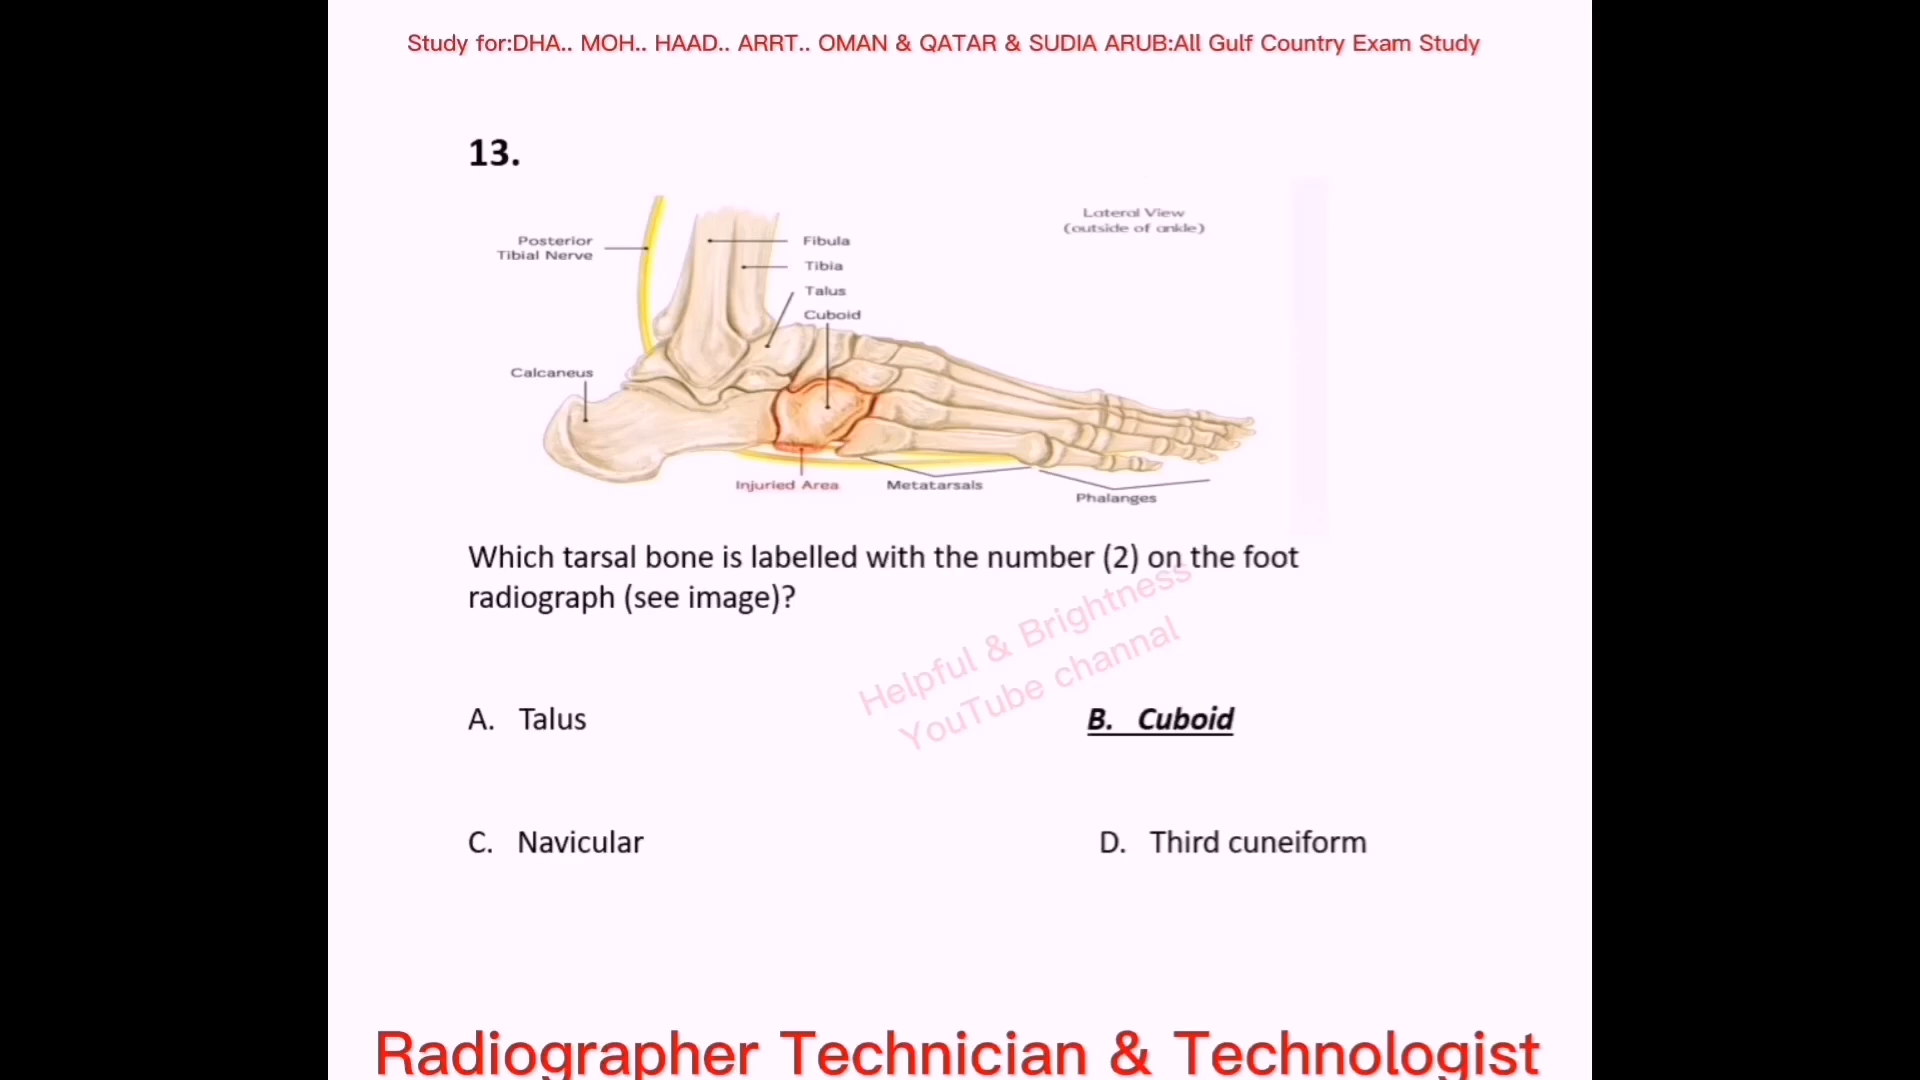 Study for:DHA.. MOH.. HAAD.. ARRT.. OMAN & QATAR & SUDIA ARUB:All Gulf Country Exam Study
13.
Lateral View
(outside of ankle)
Posterior
Tibial Nerve
Fibula
Tibia
Talus
Cuboid
Calcaneus
Injuried Area
Metatarsals
Phalanges
Which tarsal bone is labelled with the number (2) on the foot
radiograph (see image)?
Helpful & Brightness
YouTube channal
A. Talus
B. Cuboid
C. Navicular
D. Third cuneiform
Radiographer Technician & Technologist